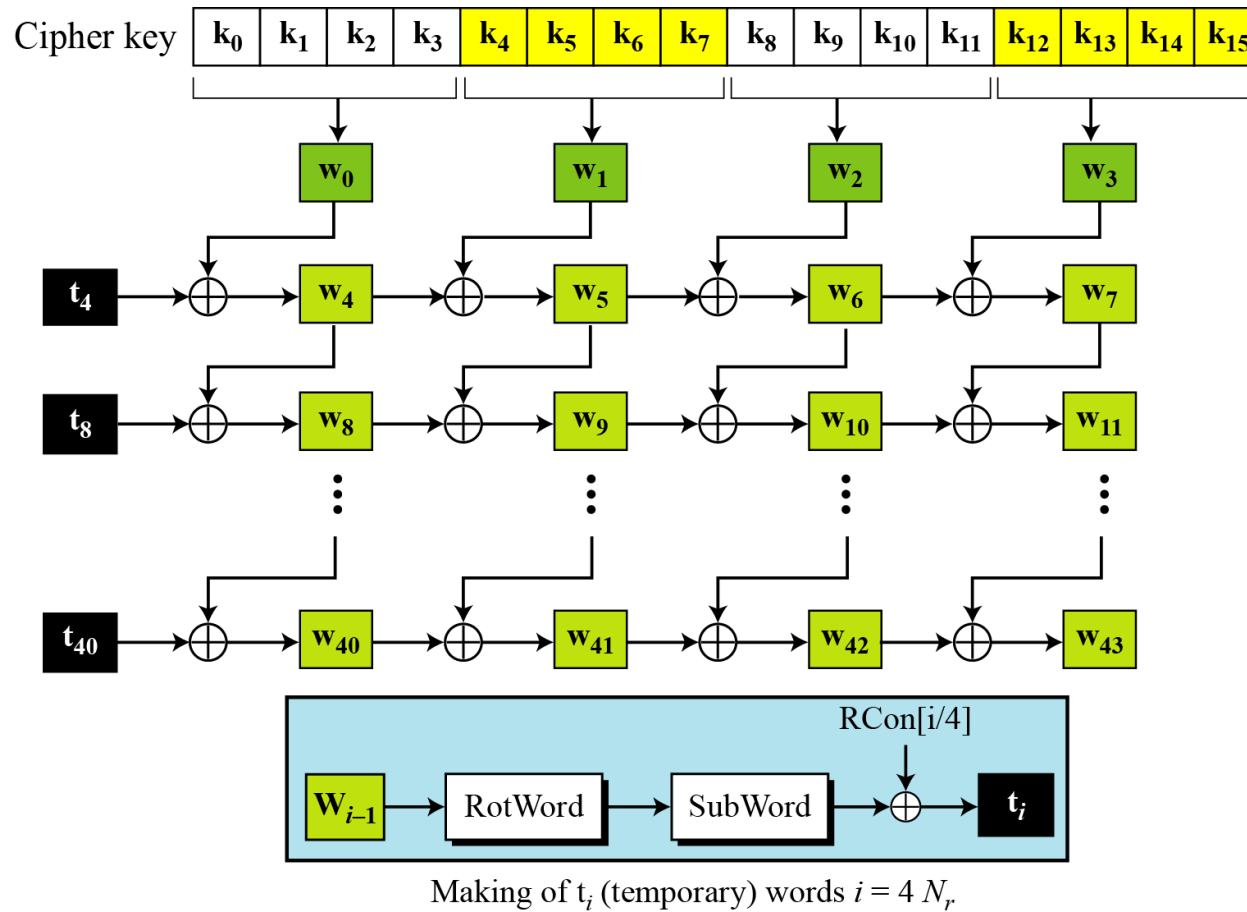 Cipher key k₀ k₁ k₂ k₃ k₄ k₅ k₆ k₇ k₈ k₉ k₁₀ k₁₁ k₁₂ k₁₃ k₁₄ k₁₅
w₀ w₁ w₂ w₃
t₄ w₄ w₅ w₆ w₇
t₈ w₈ w₉ w₁₀ w₁₁
t₄₀ w₄₀ w₄₁ w₄₂ w₄₃
RCon[i/4]
Wᵢ₋₁ RotWord SubWord tᵢ
Making of tᵢ (temporary) words i = 4 Nᵣ